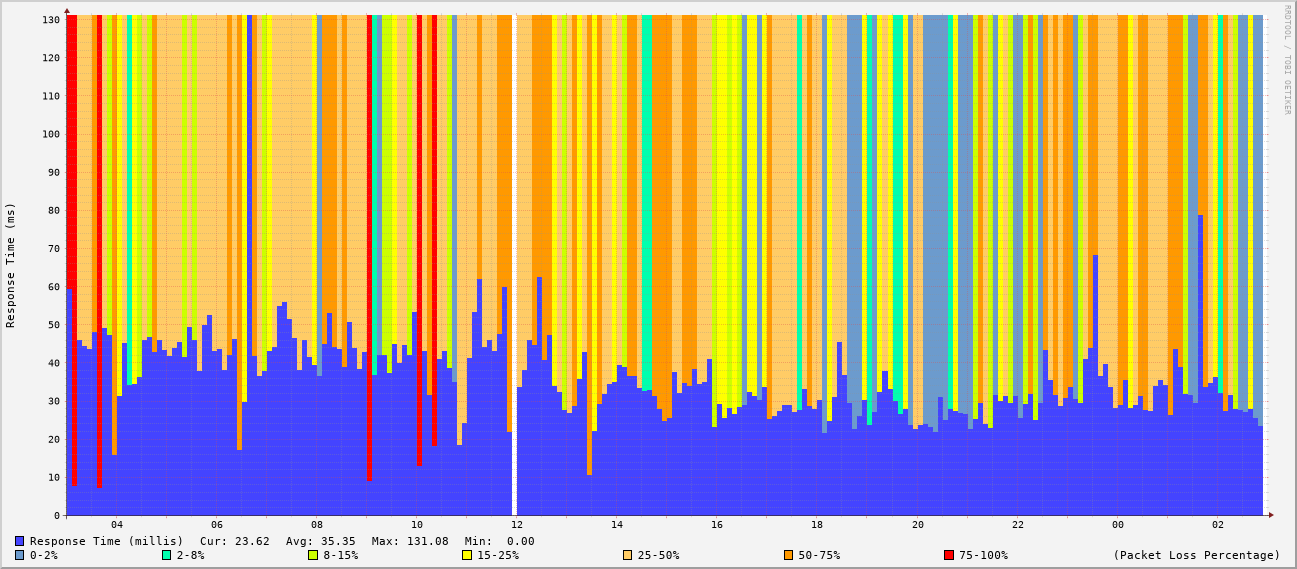 RRDTOOL / TOBI OETIKER
Response Time (ms)
130
120
110
100
90
80
70
60
50
40
30
20
10
0
04 06 08 10 12 14 16 18 20 22 00 02
Response Time (millis) Cur: 23.62 Avg: 35.35 Max: 131.08 Min: 0.00
0-2% 2-8% 8-15% 15-25% 25-50% 50-75% 75-100% (Packet Loss Percentage)